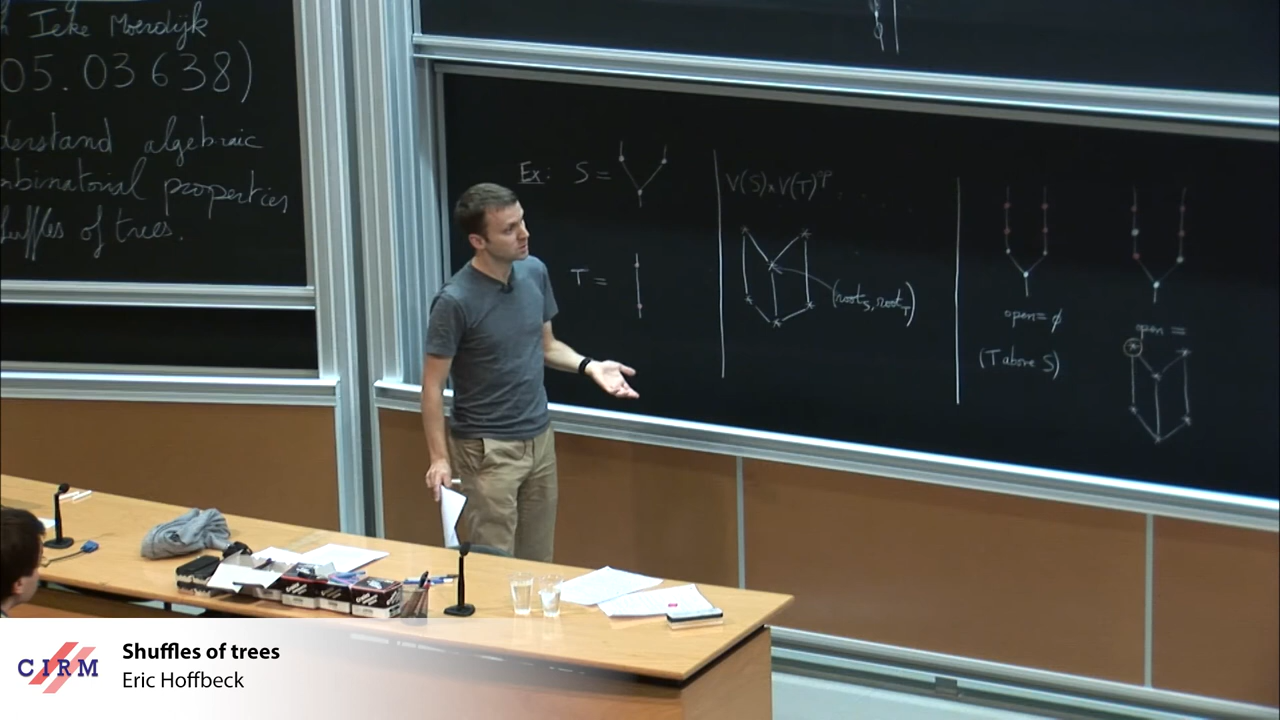 Ieke Moerdijk
05.03638)
derstand algebraic
mbinatorial properties
uffles of trees.
Ex: S =
T =
V(S) x V(T)^op
(root_S, root_T)
open = ∅
(T above S)
open =
CIRM
Shuffles of trees
Eric Hoffbeck